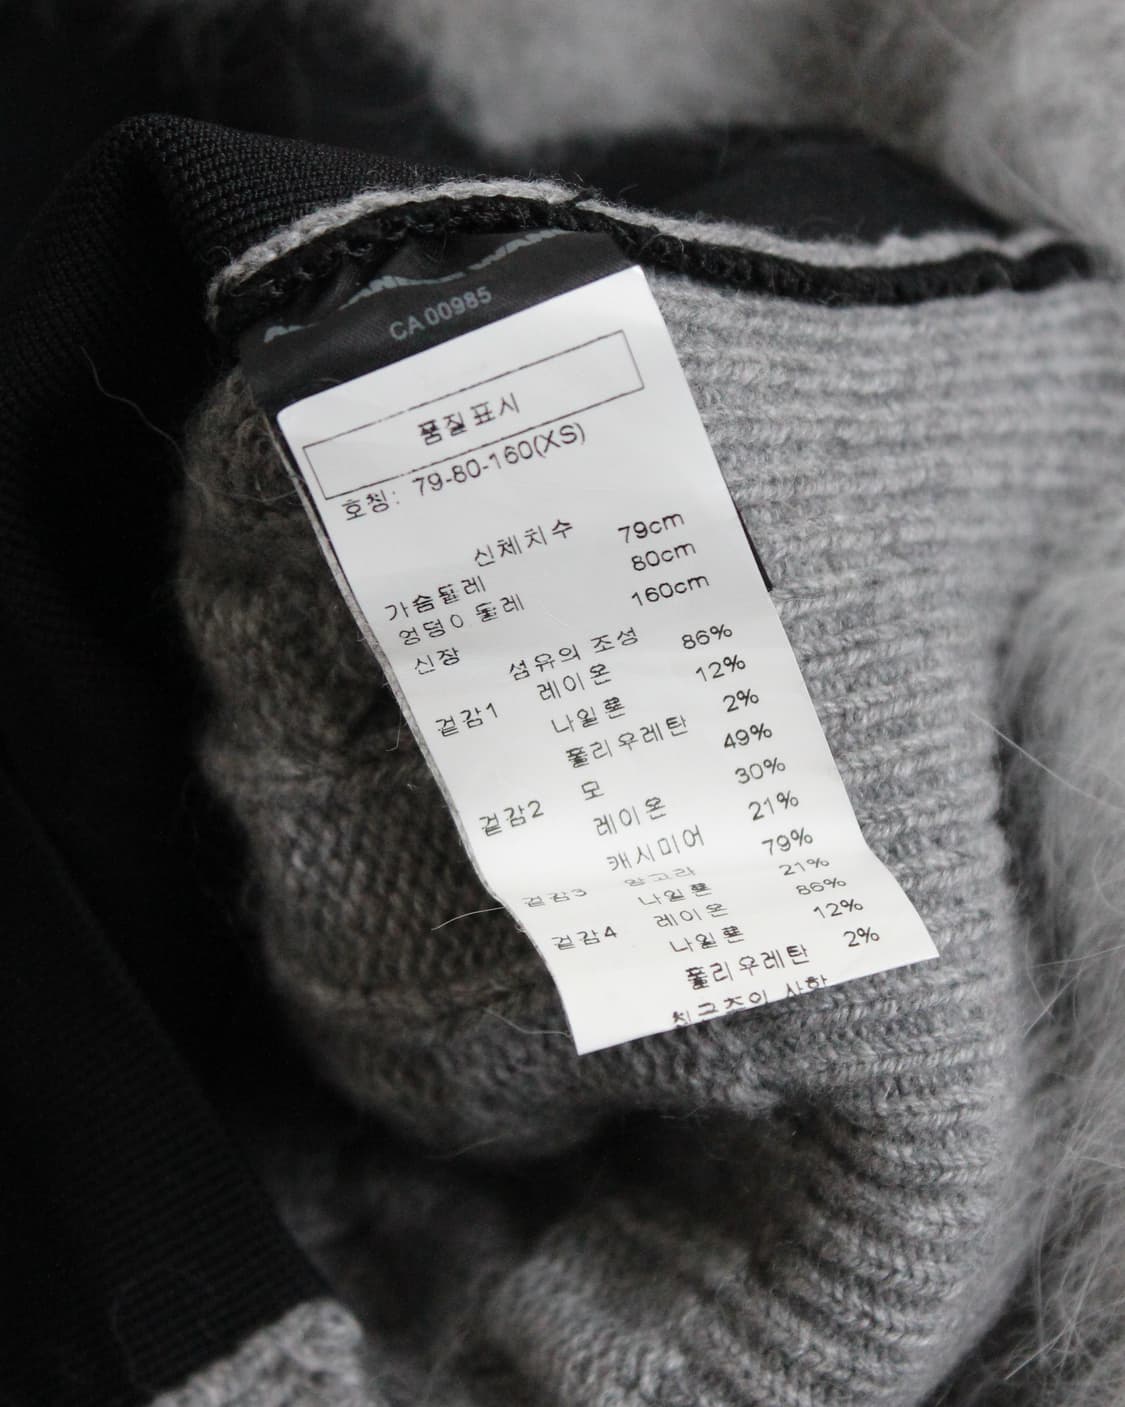 CA 00985
품질표시
호칭: 79-80-160(XS)
신체치수
가슴둘레 79cm
엉덩이 둘레 80cm
신장 160cm
섬유의 조성
겉감1 레이온 86%
나일론 12%
폴리우레탄 2%
겉감2 모 49%
레이온 30%
캐시미어 21%
겉감3 앙고라 79%
나일론 21%
겉감4 레이온 86%
나일론 12%
폴리우레탄 2%